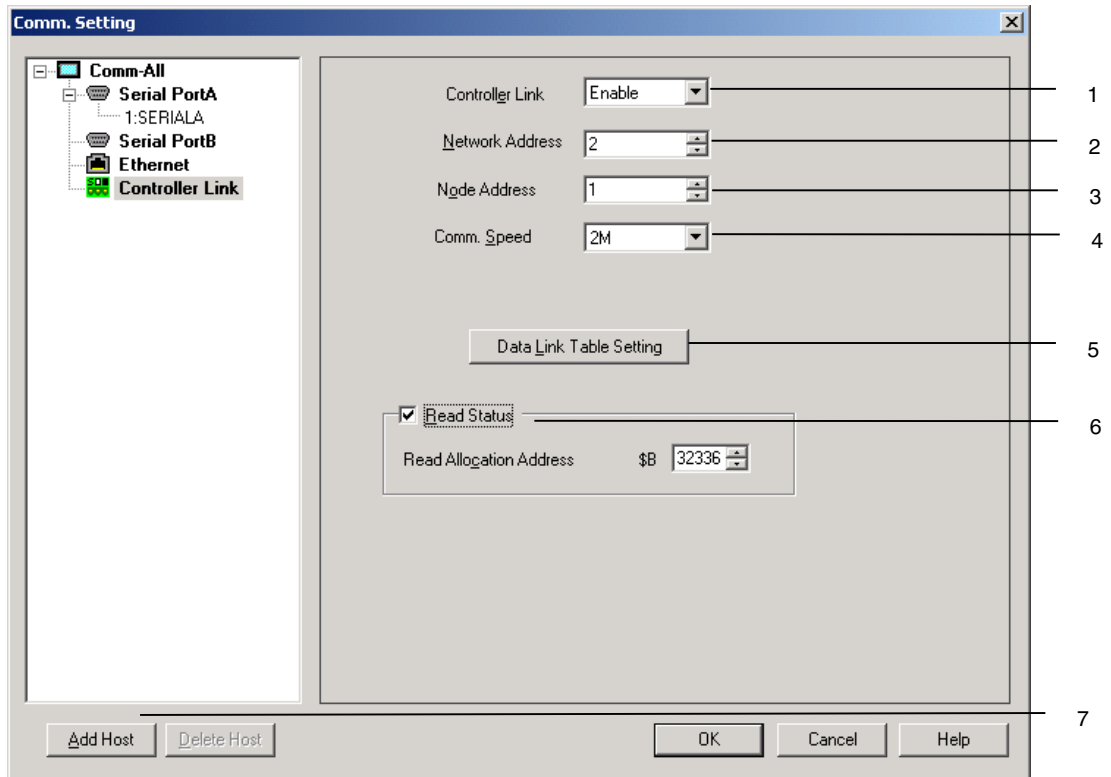 Comm. Setting
Comm-All
Serial PortA
1:SERIALA
Serial PortB
Ethernet
Controller Link
Controller Link Enable 1
Network Address 2 2
Node Address 1 3
Comm. Speed 2M 4
Data Link Table Setting 5
Read Status 6
Read Allocation Address $B 32336
7
Add Host Delete Host OK Cancel Help